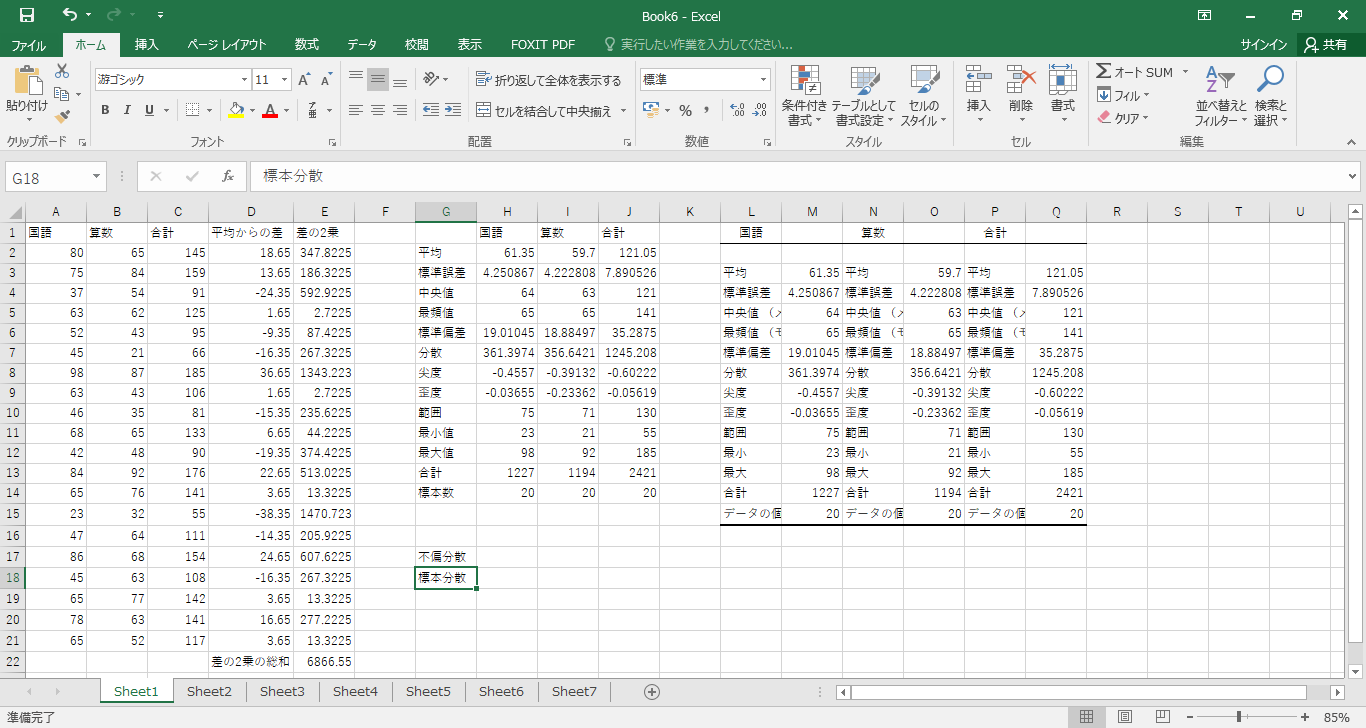 Book6 - Excel
ファイル ホーム 挿入 ページ レイアウト 数式 データ 校閲 表示 FOXIT PDF 実行したい作業を入力してください... サインイン 共有
貼り付け 游ゴシック 11 A A 折り返して全体を表示する 標準 条件付き書式 テーブルとして書式設定 セルのスタイル 挿入 削除 書式 Σ オート SUM 並べ替えとフィルター 検索と選択
B I U 亜 セルを結合して中央揃え % , フィル クリア
クリップボード フォント 配置 数値 スタイル セル 編集
G18 fx 標本分散
A B C D E F G H I J K L M N O P Q R S T U
1 国語 算数 合計 平均からの差 差の2乗 国語 算数 合計 国語 算数 合計
2 80 65 145 18.65 347.8225 平均 61.35 59.7 121.05
3 75 84 159 13.65 186.3225 標準誤差 4.250867 4.222808 7.890526 平均 61.35 平均 59.7 平均 121.05
4 37 54 91 -24.35 592.9225 中央値 64 63 121 標準誤差 4.250867 標準誤差 4.222808 標準誤差 7.890526
5 63 62 125 1.65 2.7225 最頻値 65 65 141 中央値 （メ 64 中央値 （メ 63 中央値 （メ 121
6 52 43 95 -9.35 87.4225 標準偏差 19.01045 18.88497 35.2875 最頻値 （モ 65 最頻値 （モ 65 最頻値 （モ 141
7 45 21 66 -16.35 267.3225 分散 361.3974 356.6421 1245.208 標準偏差 19.01045 標準偏差 18.88497 標準偏差 35.2875
8 98 87 185 36.65 1343.223 尖度 -0.4557 -0.39132 -0.60222 分散 361.3974 分散 356.6421 分散 1245.208
9 63 43 106 1.65 2.7225 歪度 -0.03655 -0.23362 -0.05619 尖度 -0.4557 尖度 -0.39132 尖度 -0.60222
10 46 35 81 -15.35 235.6225 範囲 75 71 130 歪度 -0.03655 歪度 -0.23362 歪度 -0.05619
11 68 65 133 6.65 44.2225 最小値 23 21 55 範囲 75 範囲 71 範囲 130
12 42 48 90 -19.35 374.4225 最大値 98 92 185 最小 23 最小 21 最小 55
13 84 92 176 22.65 513.0225 合計 1227 1194 2421 最大 98 最大 92 最大 185
14 65 76 141 3.65 13.3225 標本数 20 20 20 合計 1227 合計 1194 合計 2421
15 23 32 55 -38.35 1470.723 データの個 20 データの個 20 データの個 20
16 47 64 111 -14.35 205.9225
17 86 68 154 24.65 607.6225 不偏分散
18 45 63 108 -16.35 267.3225 標本分散
19 65 77 142 3.65 13.3225
20 78 63 141 16.65 277.2225
21 65 52 117 3.65 13.3225
22 差の2乗の総和 6866.55
Sheet1 Sheet2 Sheet3 Sheet4 Sheet5 Sheet6 Sheet7
準備完了 85%